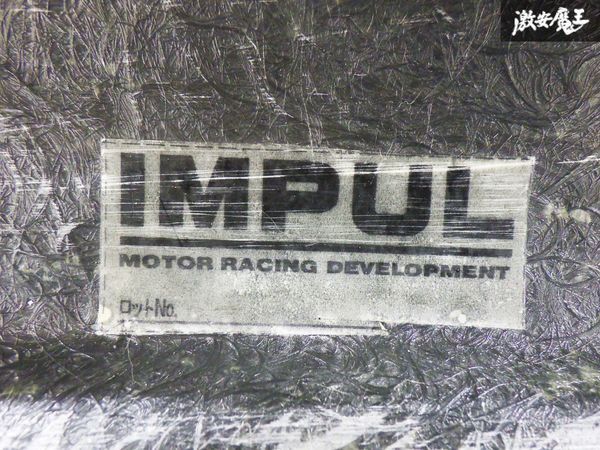 激安魔王
IMPUL
MOTOR RACING DEVELOPMENT
ロットNo.